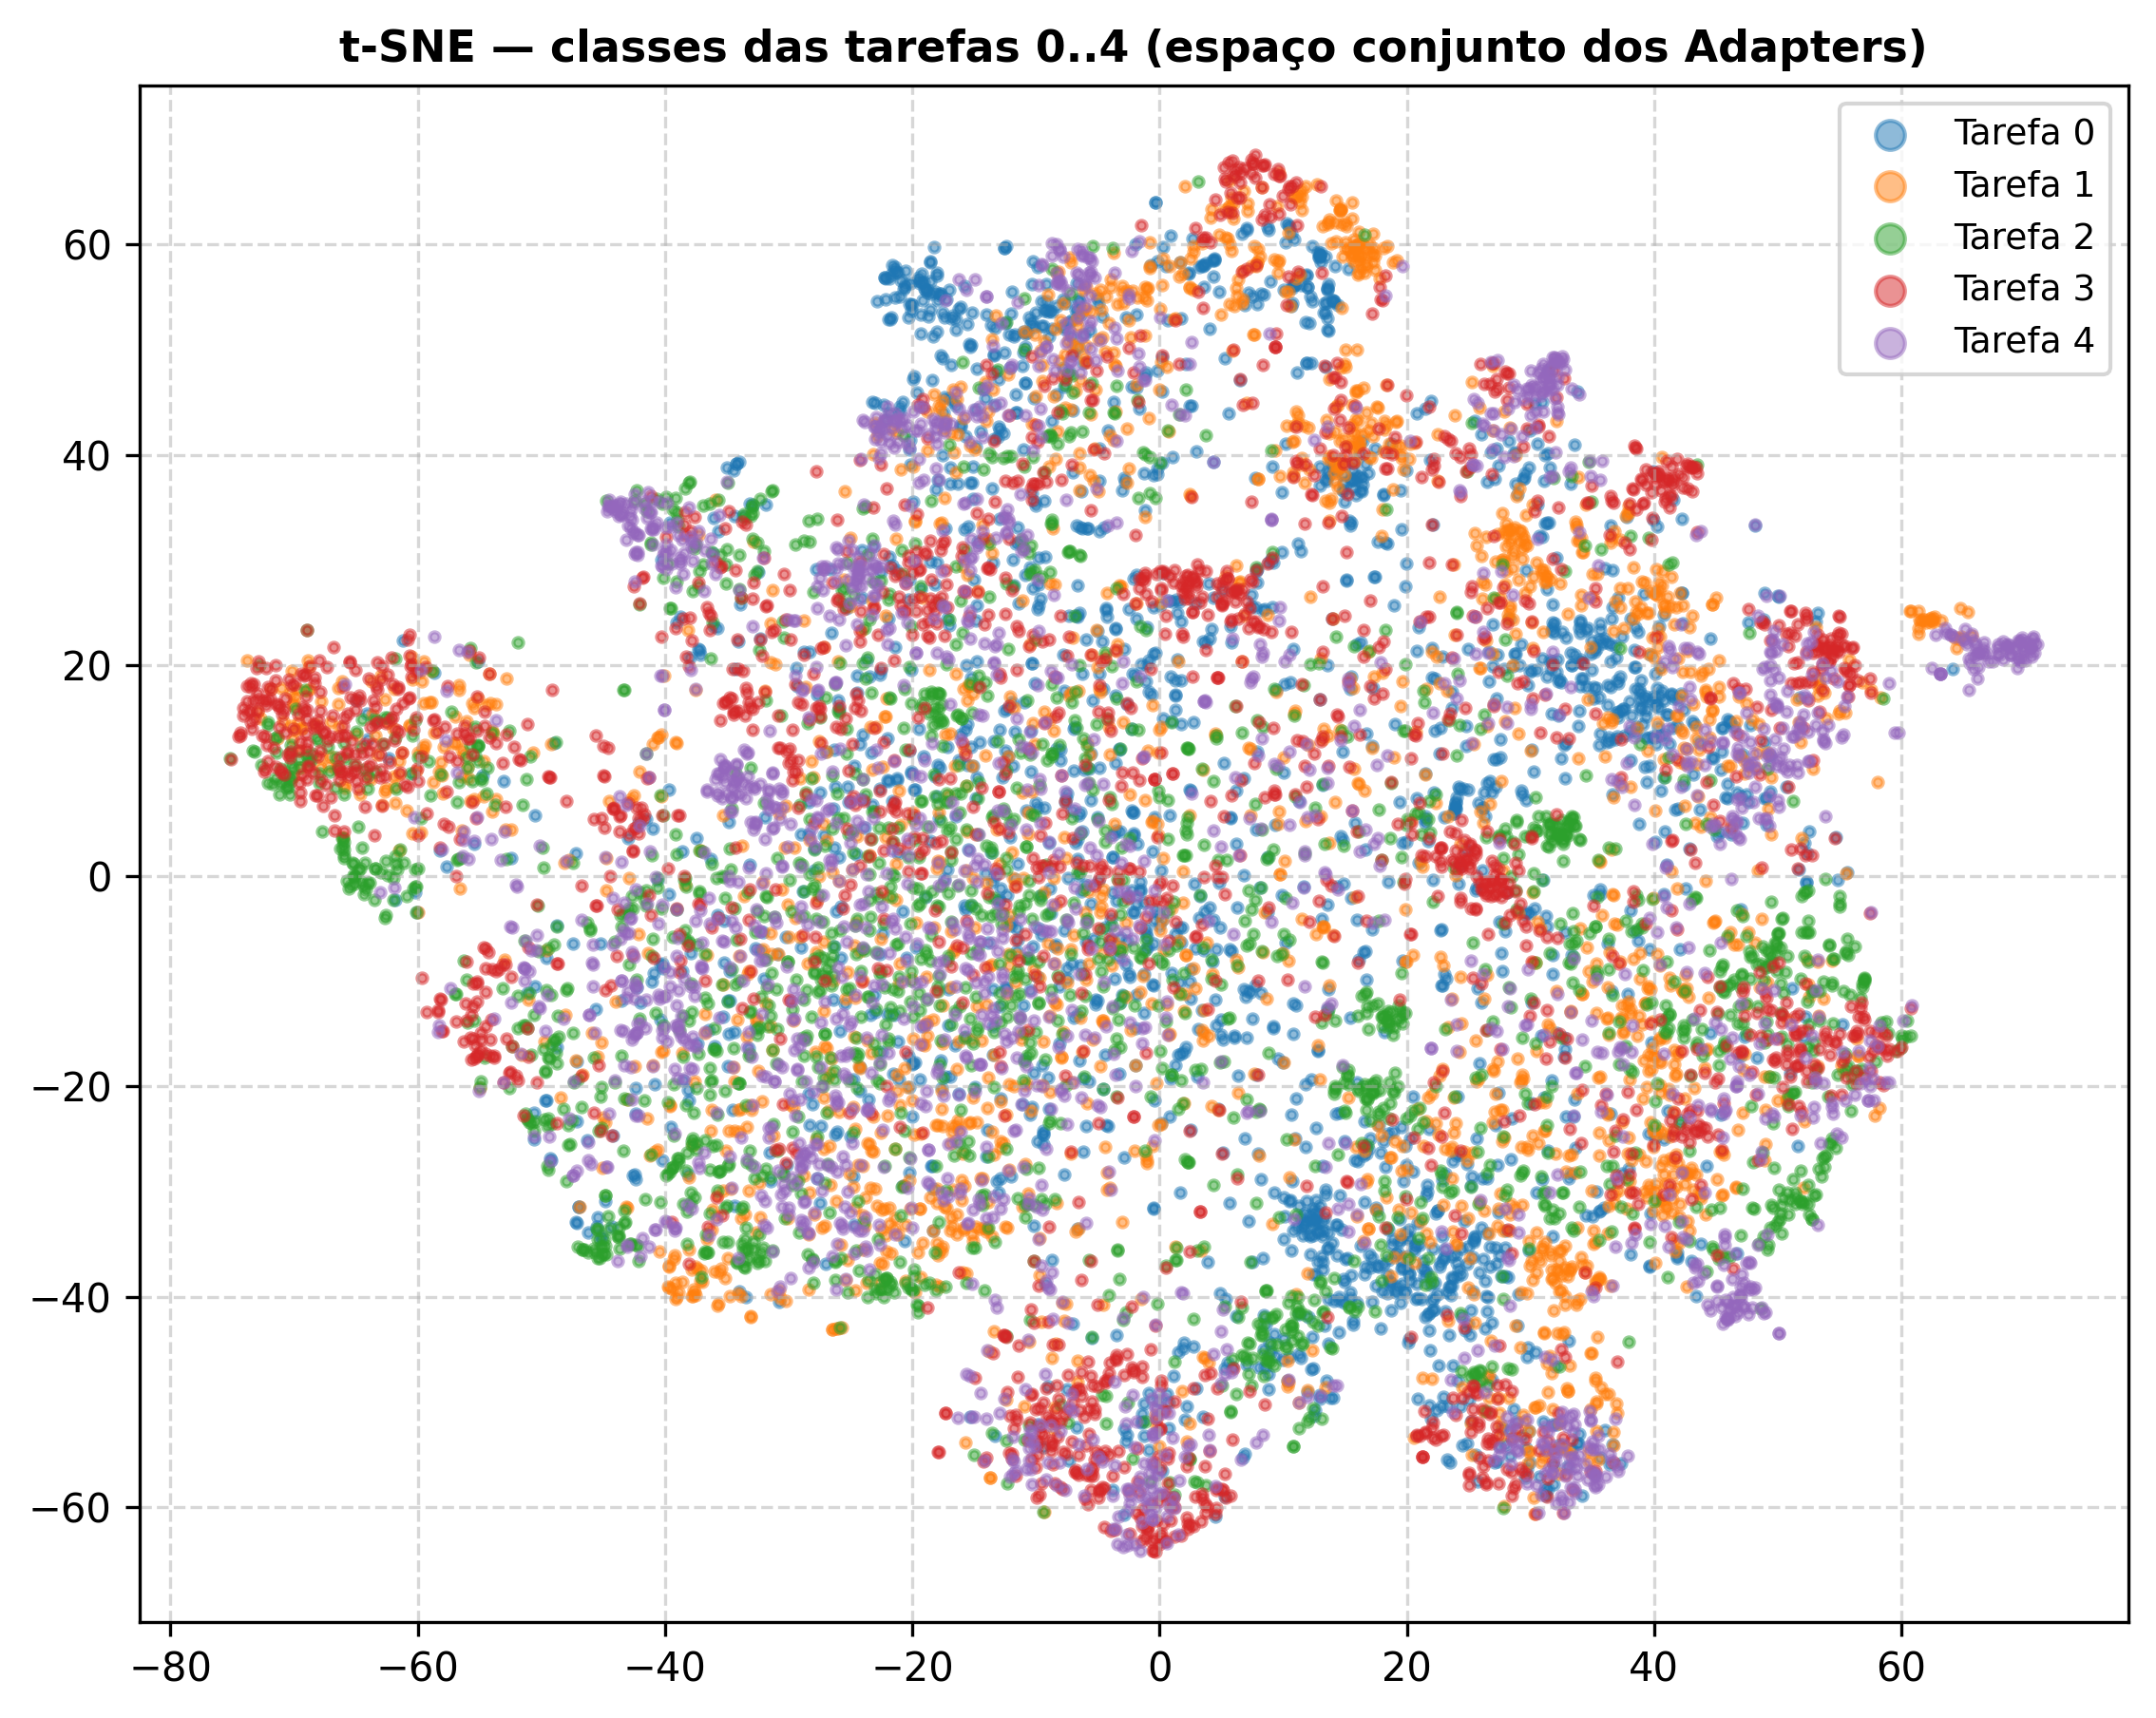 t-SNE — classes das tarefas 0..4 (espaço conjunto dos Adapters)
Tarefa 0
Tarefa 1
Tarefa 2
Tarefa 3
Tarefa 4
60
40
20
0
−20
−40
−60
−80 −60 −40 −20 0 20 40 60